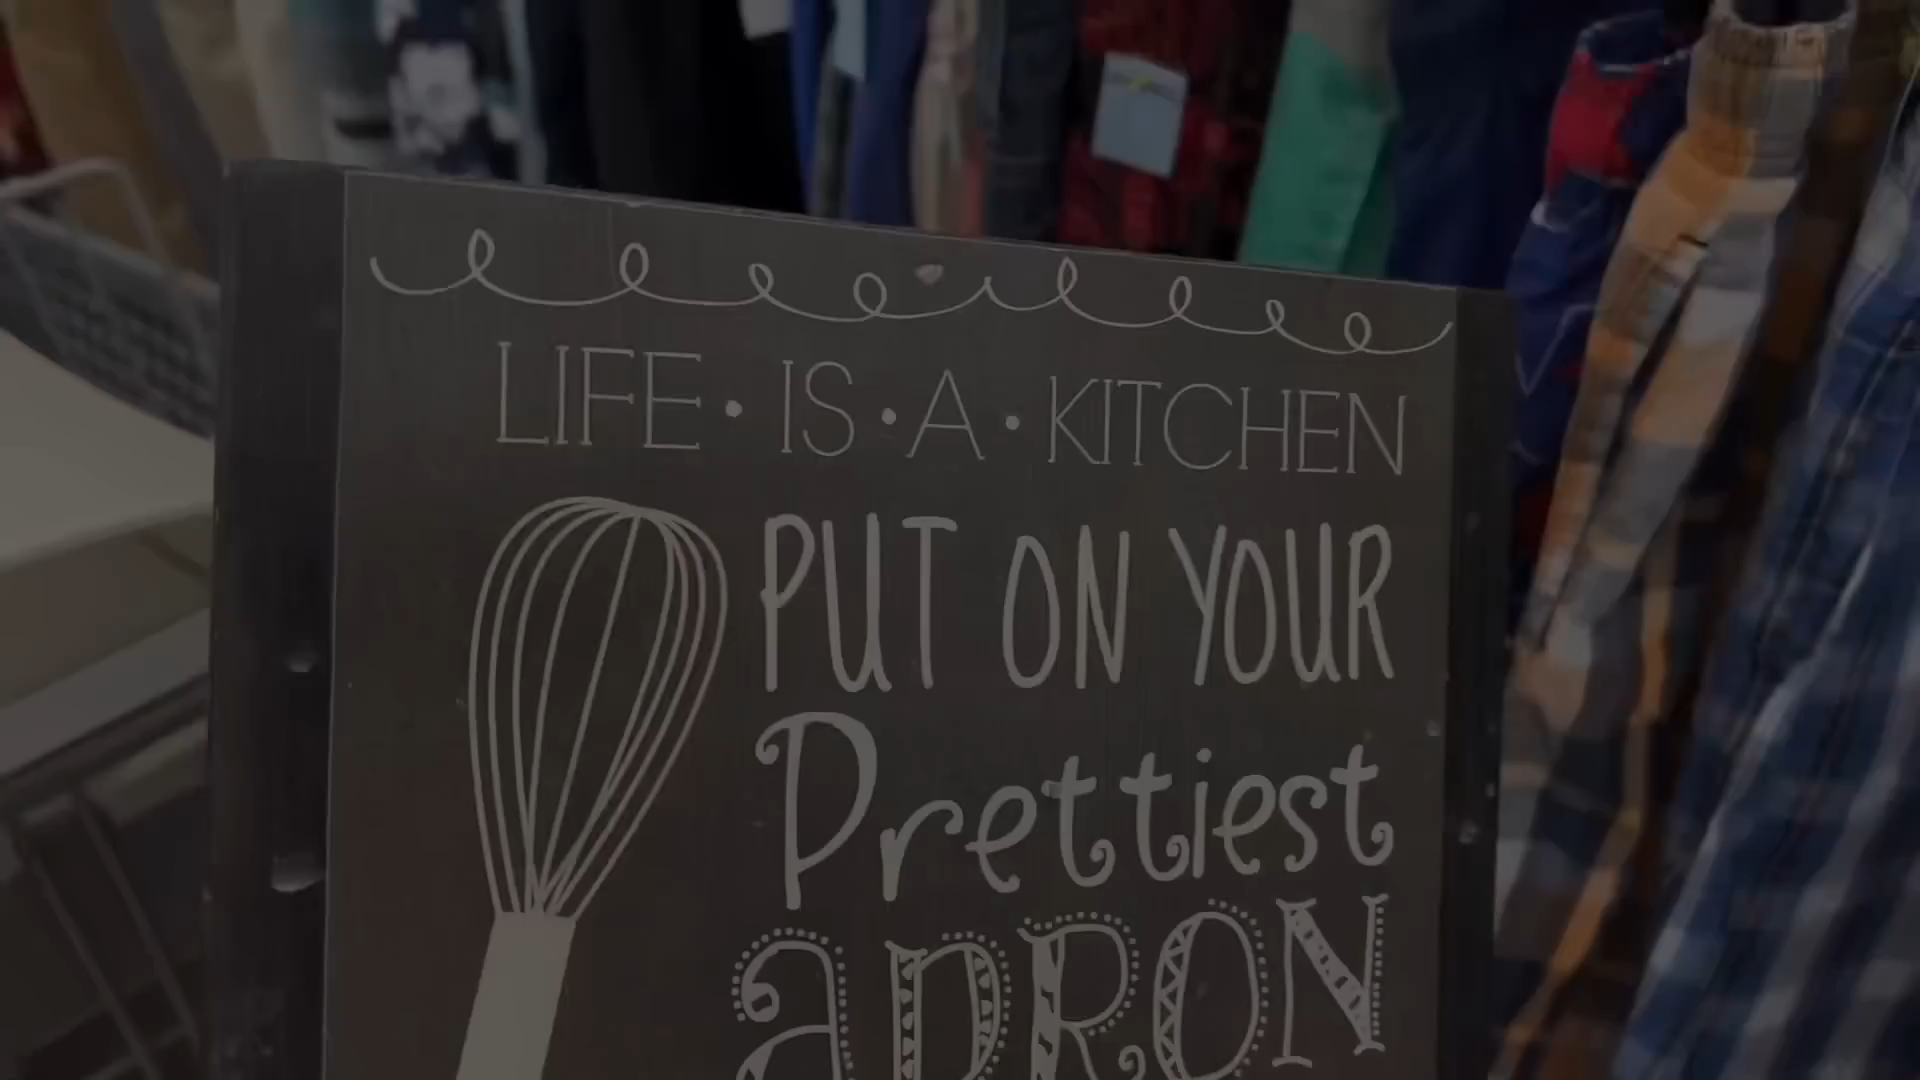 LIFE • IS • A • KITCHEN
PUT ON YOUR
Prettiest
aPRON